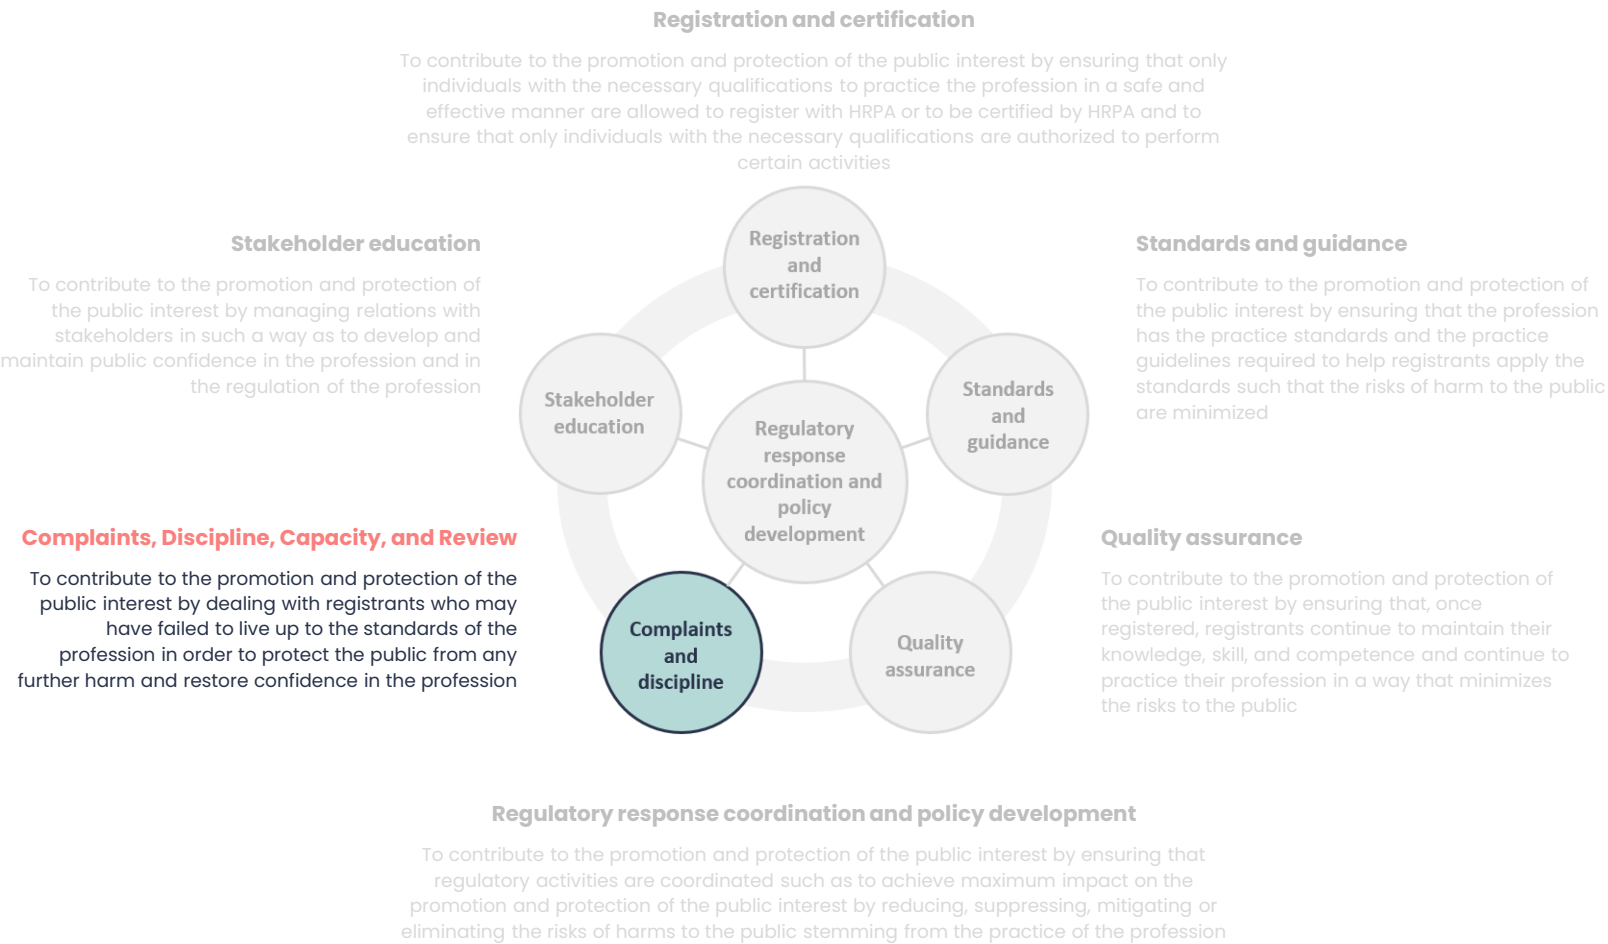 Registration and certification
To contribute to the promotion and protection of the public interest by ensuring that only
individuals with the necessary qualifications to practice the profession in a safe and
effective manner are allowed to register with HRPA or to be certified by HRPA and to
ensure that only individuals with the necessary qualifications are authorized to perform
certain activities
Stakeholder education
To contribute to the promotion and protection of
the public interest by managing relations with
stakeholders in such a way as to develop and
maintain public confidence in the profession and in
the regulation of the profession
Registration
and
certification
Standards and guidance
To contribute to the promotion and protection of
the public interest by ensuring that the profession
has the practice standards and the practice
guidelines required to help registrants apply the
standards such that the risks of harm to the public
are minimized
Stakeholder
education
Standards
and
guidance
Regulatory
response
coordination and
policy
development
Complaints, Discipline, Capacity, and Review
To contribute to the promotion and protection of the
public interest by dealing with registrants who may
have failed to live up to the standards of the
profession in order to protect the public from any
further harm and restore confidence in the profession
Complaints
and
discipline
Quality
assurance
Quality assurance
To contribute to the promotion and protection of
the public interest by ensuring that, once
registered, registrants continue to maintain their
knowledge, skill, and competence and continue to
practice their profession in a way that minimizes
the risks to the public
Regulatory response coordination and policy development
To contribute to the promotion and protection of the public interest by ensuring that
regulatory activities are coordinated such as to achieve maximum impact on the
promotion and protection of the public interest by reducing, suppressing, mitigating or
eliminating the risks of harms to the public stemming from the practice of the profession